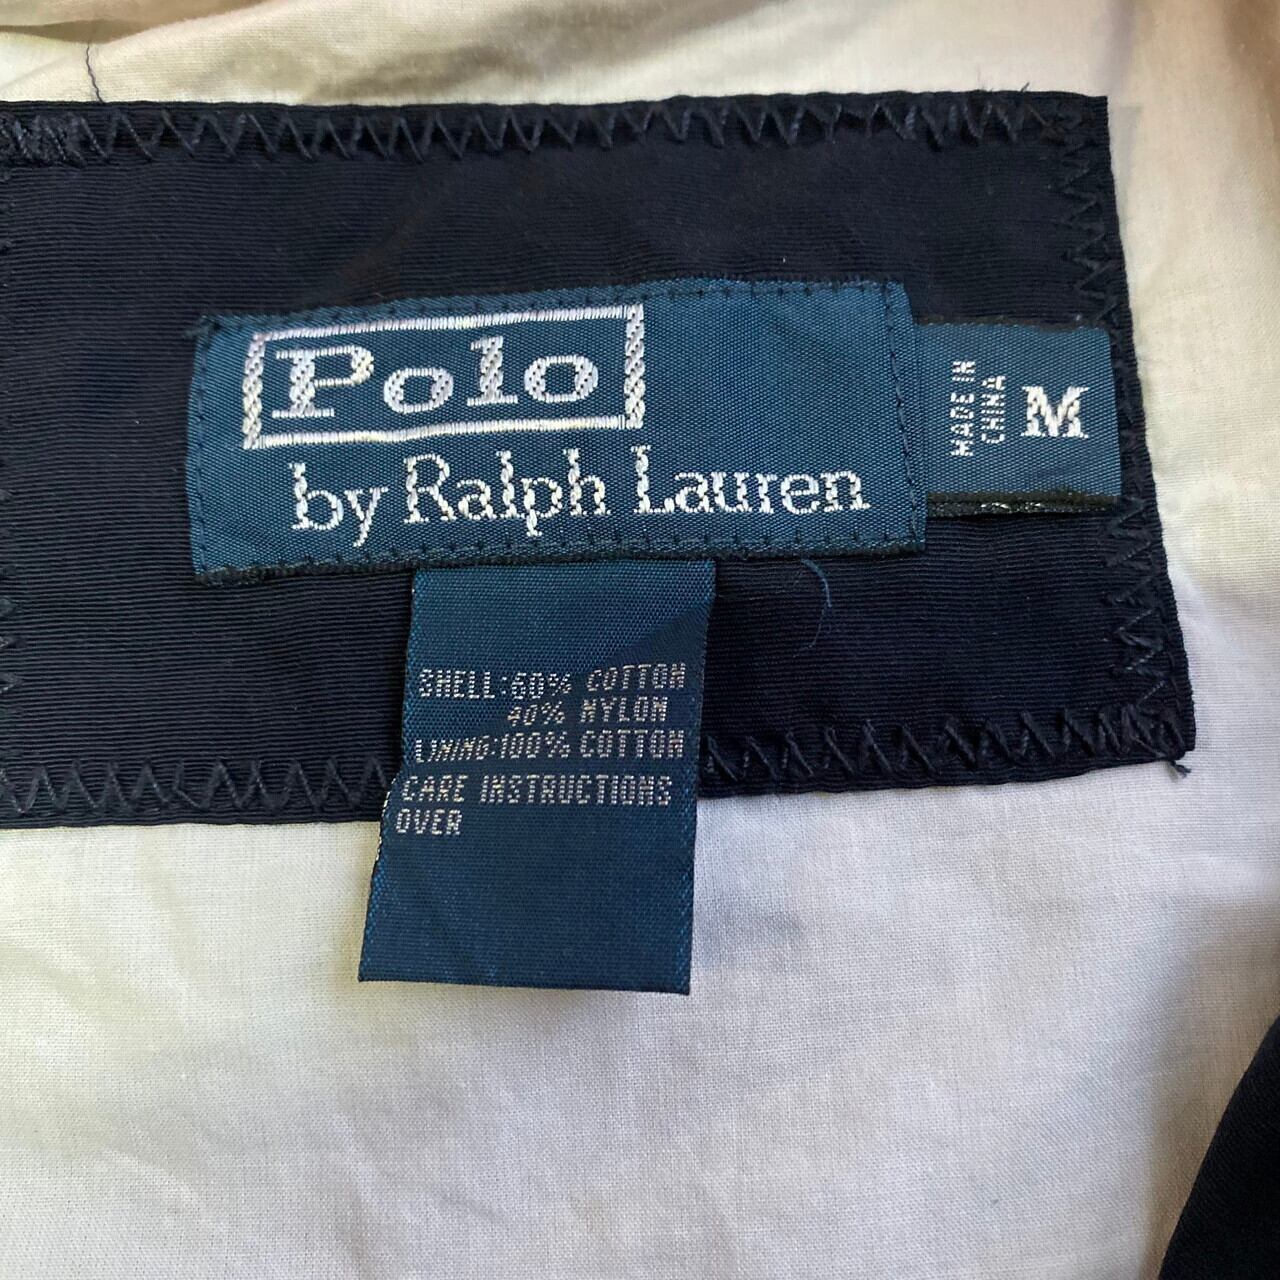 Polo
by Ralph Lauren
MADE IN
CHINA
M
SHELL:60% COTTON
40% NYLON
LINING:100% COTTON
CARE INSTRUCTIONS
OVER